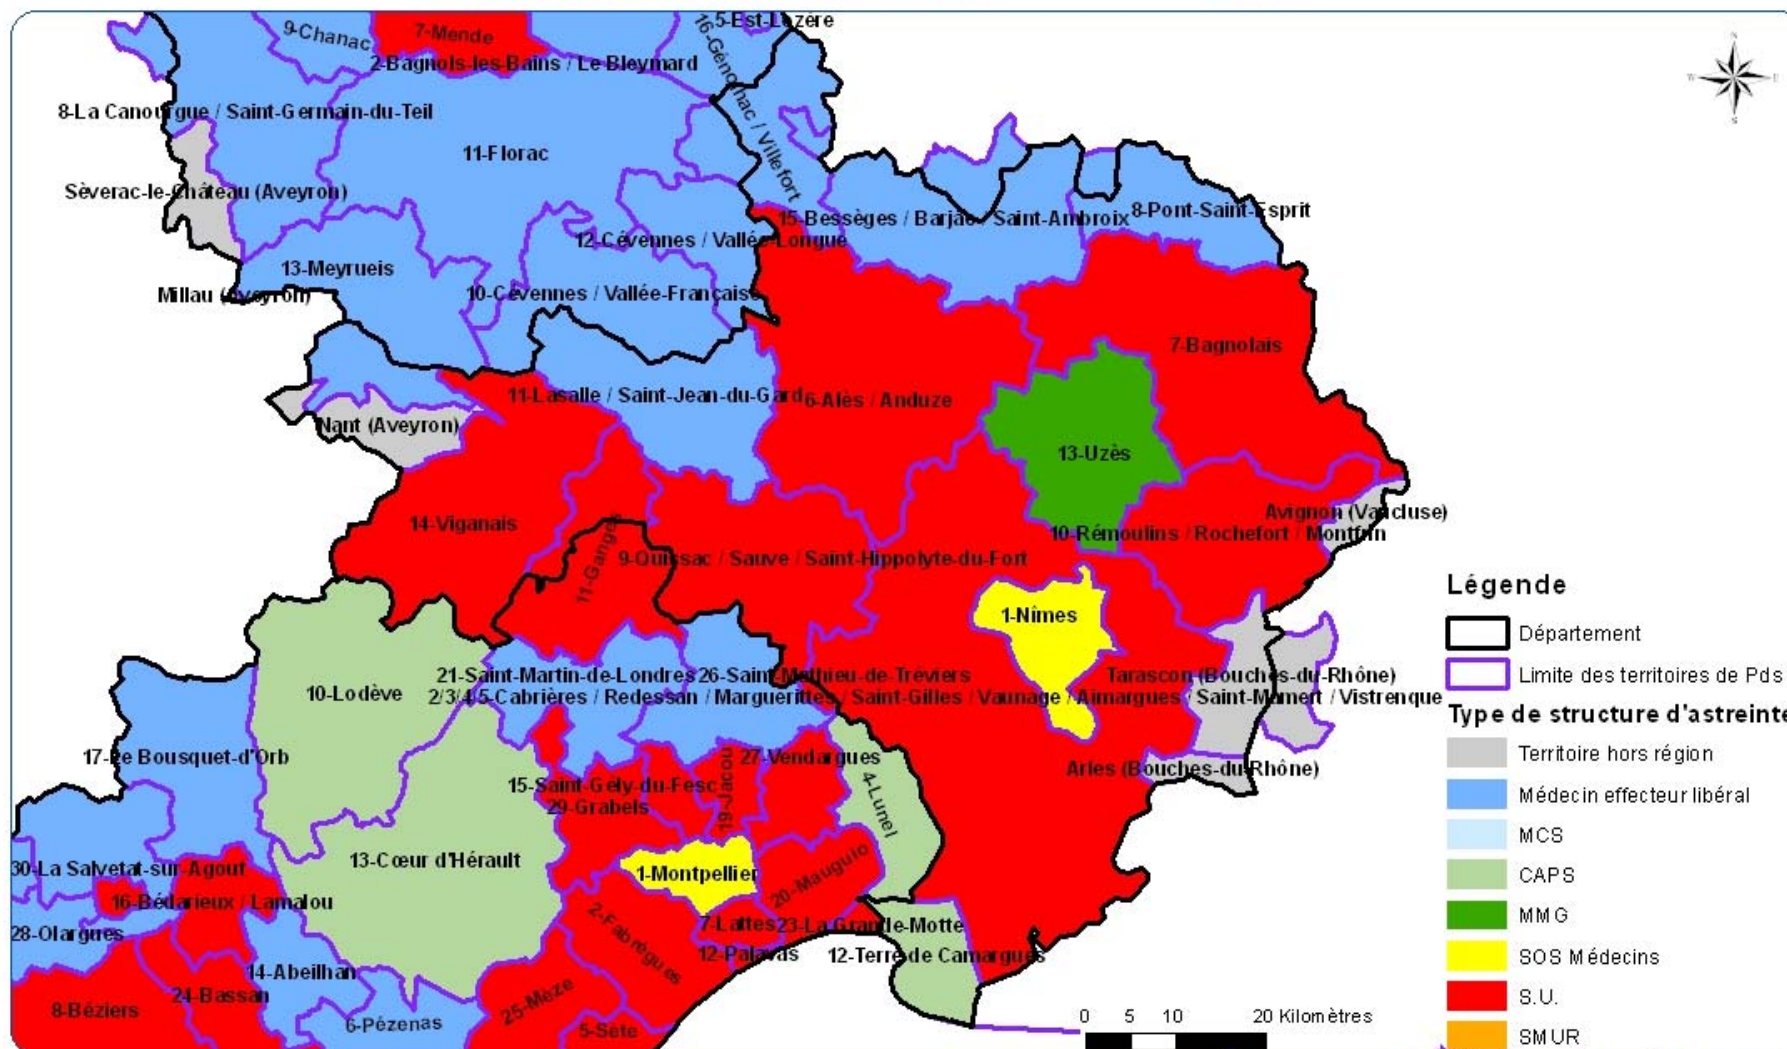 5-Est-Lozère
9-Chanac
7-Mende
16-Génolhac / Villefort
2-Bagnols-les-Bains / Le Bleymard
8-La Canourgue / Saint-Germain-du-Teil
11-Florac
Sèverac-le-Château (Aveyron)
15-Bessèges / Barjac / Saint-Ambroix
8-Pont-Saint-Esprit
12-Cévennes / Vallée-Longue
13-Meyrueis
Millau (Aveyron)
10-Cévennes / Vallée-Française
7-Bagnolais
11-Lasalle / Saint-Jean-du-Gard
6-Alès / Anduze
Nant (Aveyron)
13-Uzès
14-Viganais
Avignon (Vaucluse)
10-Rémoulins / Rochefort / Montfrin
11-Ganges
9-Quissac / Sauve / Saint-Hippolyte-du-Fort
1-Nîmes
21-Saint-Martin-de-Londres
26-Saint-Mathieu-de-Tréviers
Tarascon (Bouches-du-Rhône)
10-Lodève
2/3/4/5-Cabrières / Redessan / Marguerittes / Saint-Gilles / Vaunage / Aimargues / Saint-Mamert / Vistrenque
17-Le Bousquet-d'Orb
27-Vendargues
Arles (Bouches-du-Rhône)
15-Saint-Gely-du-Fesc
19-Jacou
4-Lunel
29-Grabels
13-Cœur d'Hérault
30-La Salvetat-sur-Agout
1-Montpellier
20-Mauguio
16-Bédarieux / Lamalou
28-Olargues
2-Fabrègues
7-Lattes
23-La Grande-Motte
12-Palavas
12-Terre de Camargues
14-Abeilhan
24-Bassan
8-Béziers
25-Mèze
6-Pézenas
5-Sète
N
W
E
S
Légende
Département
Limite des territoires de Pds
Type de structure d'astreinte
Territoire hors région
Médecin effecteur libéral
MCS
CAPS
MMG
SOS Médecins
S.U.
SMUR
0 5 10 20 Kilomètres